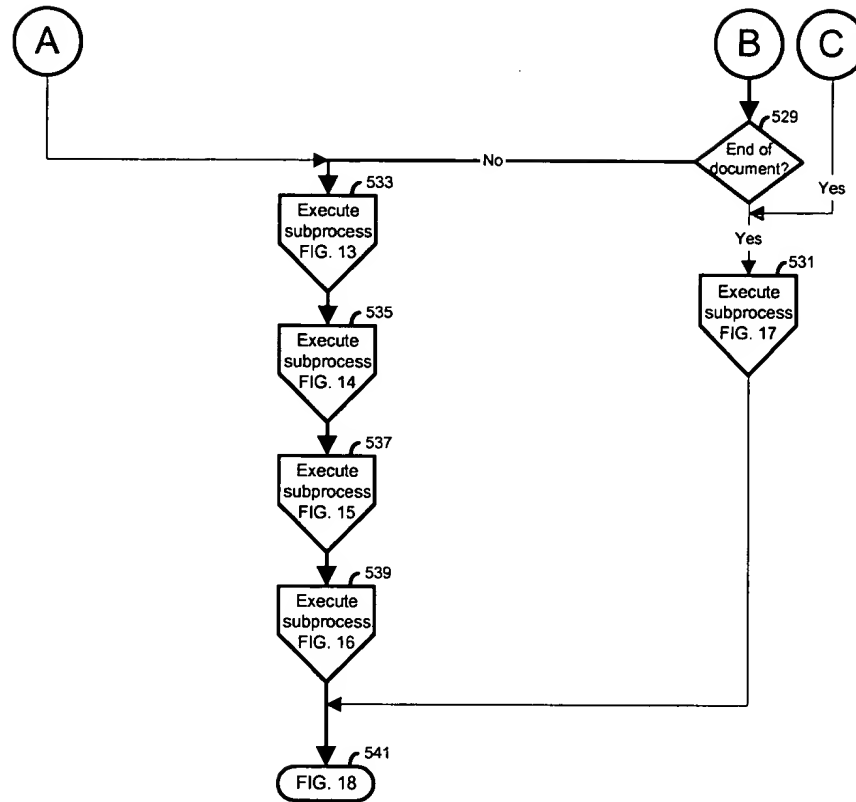 A
B
C
529
End of
document?
No
Yes
Yes
533
Execute
subprocess
FIG. 13
531
Execute
subprocess
FIG. 17
535
Execute
subprocess
FIG. 14
537
Execute
subprocess
FIG. 15
539
Execute
subprocess
FIG. 16
541
FIG. 18